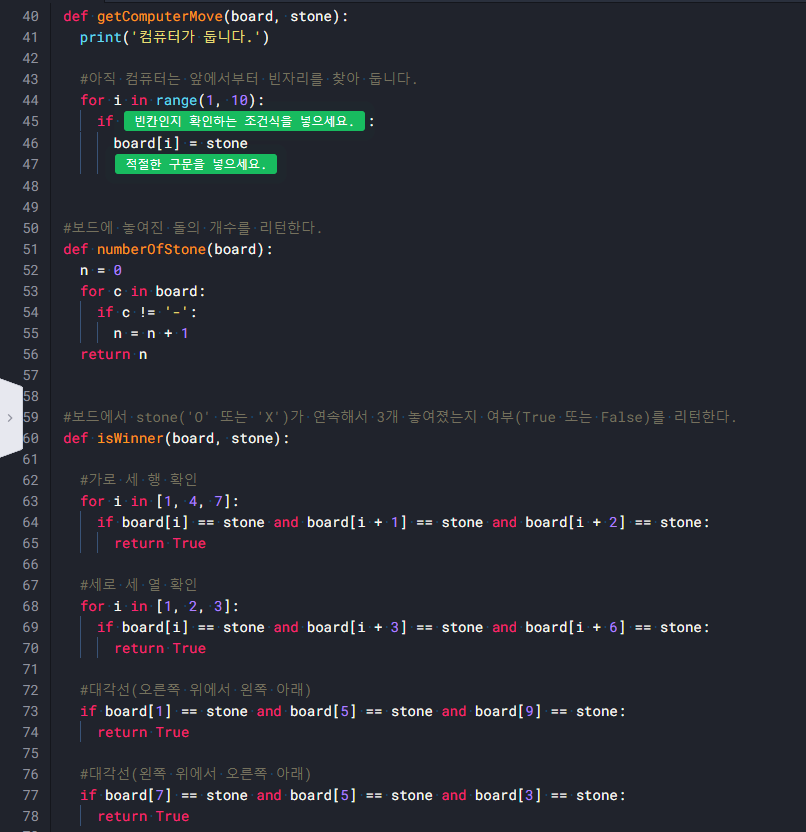 40 def getComputerMove(board, stone):
41 print('컴퓨터가 둡니다.')
42
43 #아직 컴퓨터는 앞에서부터 빈자리를 찾아 둡니다.
44 for i in range(1, 10):
45 if 빈칸인지 확인하는 조건식를 넣으세요. :
46 board[i] = stone
47 적절한 구문을 넣으세요.
48
49
50 #보드에 놓여진 돌의 개수를 리턴한다.
51 def numberOfStone(board):
52 n = 0
53 for c in board:
54 if c != '-':
55 n = n + 1
56 return n
57
58
59 #보드에서 stone('O' 또는 'X')가 연속해서 3개 놓여졌는지 여부(True 또는 False)를 리턴한다.
60 def isWinner(board, stone):
61
62 #가로 세 행 확인
63 for i in [1, 4, 7]:
64 if board[i] == stone and board[i + 1] == stone and board[i + 2] == stone:
65 return True
66
67 #세로 세 열 확인
68 for i in [1, 2, 3]:
69 if board[i] == stone and board[i + 3] == stone and board[i + 6] == stone:
70 return True
71
72 #대각선(오른쪽 위에서 왼쪽 아래)
73 if board[1] == stone and board[5] == stone and board[9] == stone:
74 return True
75
76 #대각선(왼쪽 위에서 오른쪽 아래)
77 if board[7] == stone and board[5] == stone and board[3] == stone:
78 return True